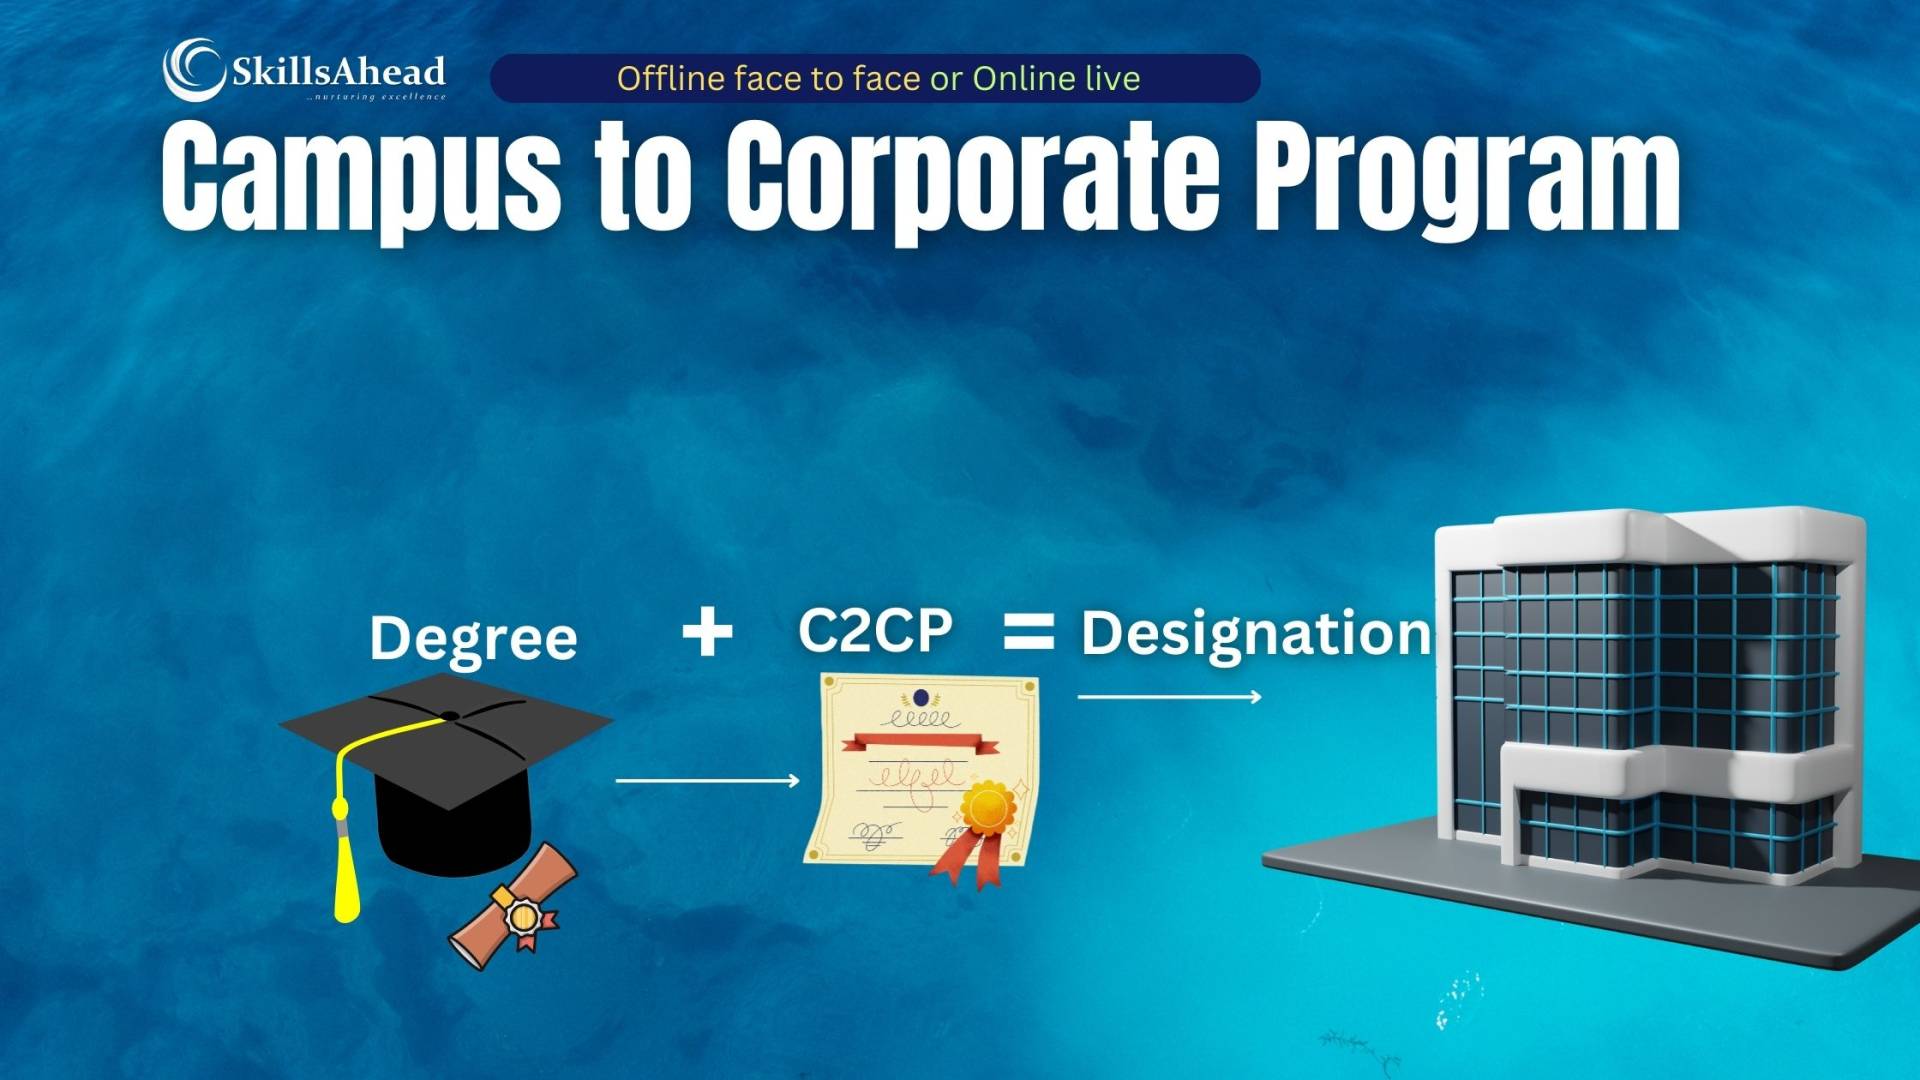 SkillsAhead
...nurturing excellence
Offline face to face or Online live
Campus to Corporate Program
Degree + C2CP = Designation